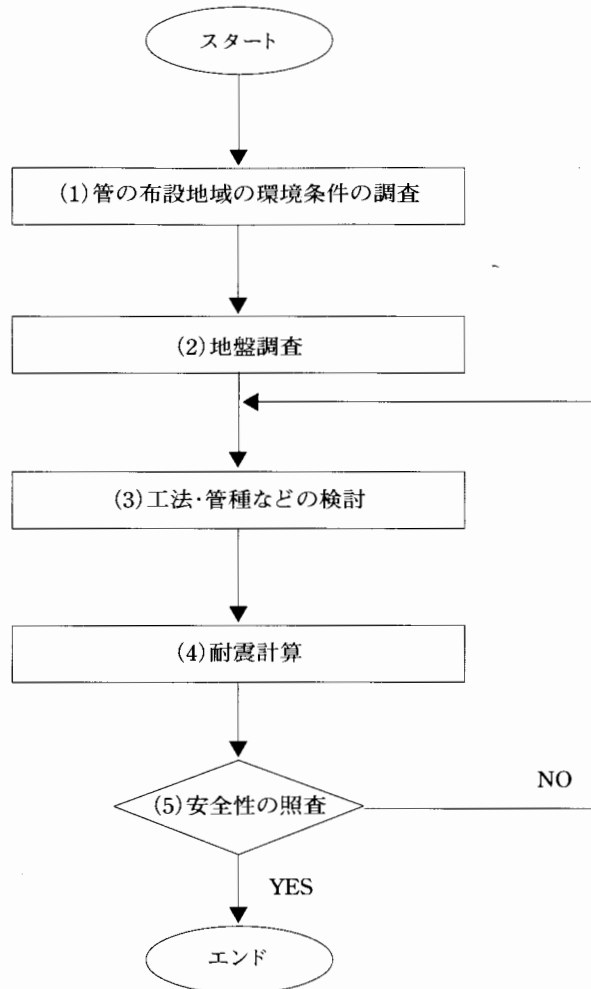 スタート
(1)管の布設地域の環境条件の調査
(2)地盤調査
(3)工法・管種などの検討
(4)耐震計算
(5)安全性の照査
NO
YES
エンド